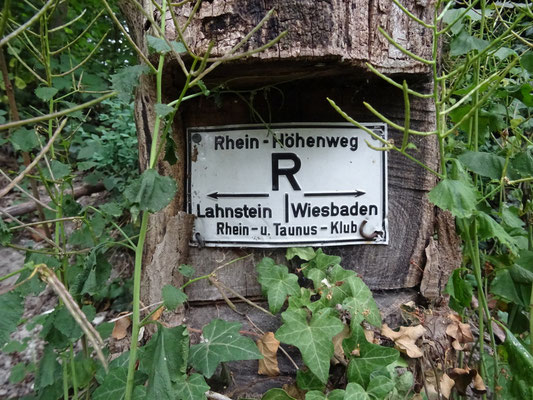 Rhein-Höhenweg
R
Lahnstein Wiesbaden
Rhein- u. Taunus-Klub